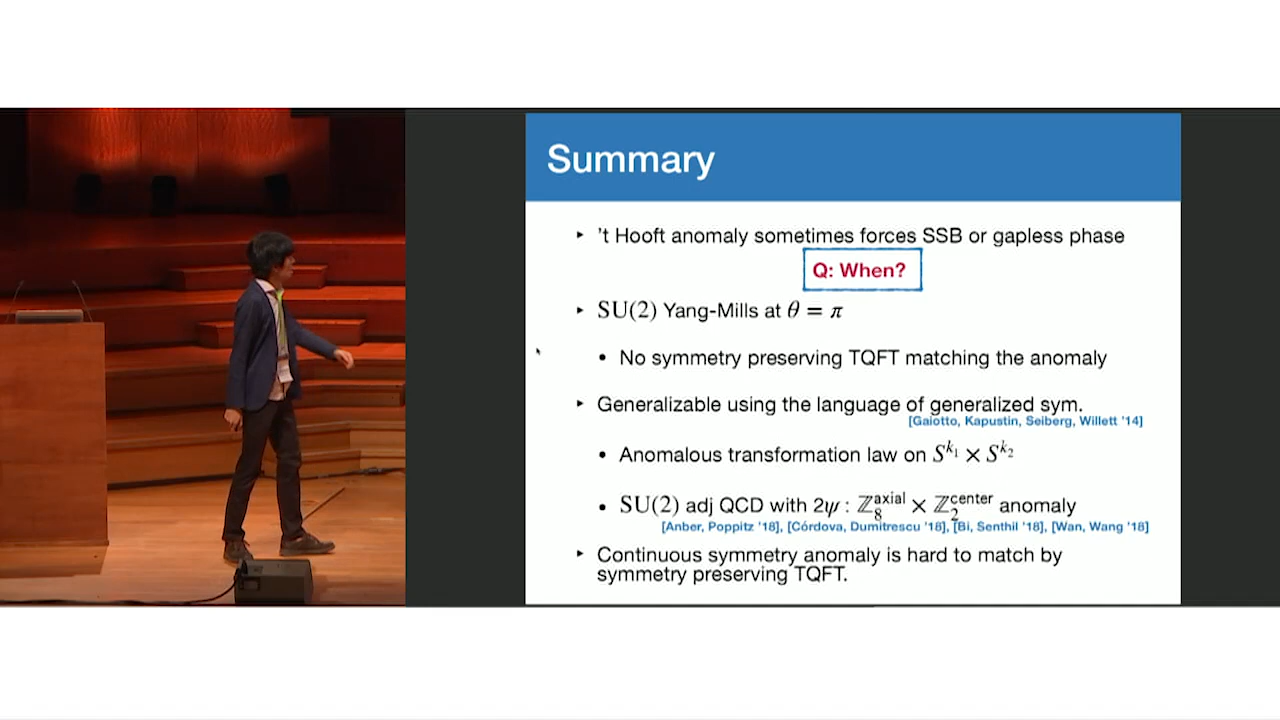 Summary
‣ ’t Hooft anomaly sometimes forces SSB or gapless phase
Q: When?
‣ SU(2) Yang-Mills at θ = π
• No symmetry preserving TQFT matching the anomaly
‣ Generalizable using the language of generalized sym.
[Gaiotto, Kapustin, Seiberg, Willett '14]
• Anomalous transformation law on S^{k₁} × S^{k₂}
• SU(2) adj QCD with 2ψ : ℤ₈^{axial} × ℤ₂^{center} anomaly
[Anber, Poppitz '18], [Córdova, Dumitrescu '18], [Bi, Senthil '18], [Wan, Wang '18]
‣ Continuous symmetry anomaly is hard to match by
symmetry preserving TQFT.